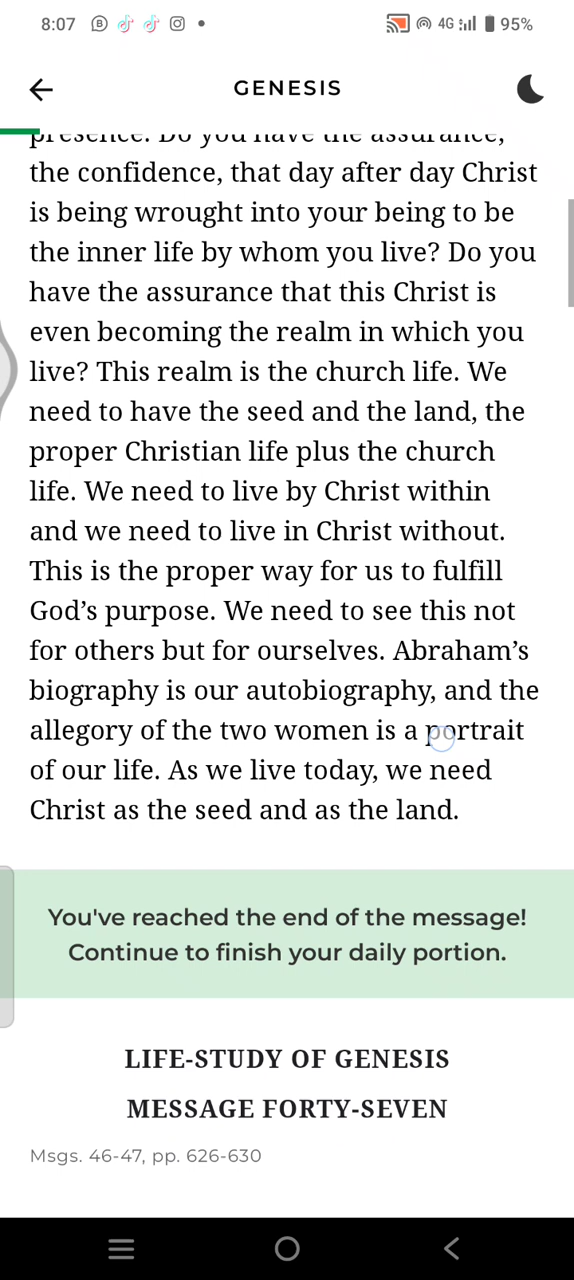 8:07
4G
95%
GENESIS
presence. Do you have the assurance,
the confidence, that day after day Christ
is being wrought into your being to be
the inner life by whom you live? Do you
have the assurance that this Christ is
even becoming the realm in which you
live? This realm is the church life. We
need to have the seed and the land, the
proper Christian life plus the church
life. We need to live by Christ within
and we need to live in Christ without.
This is the proper way for us to fulfill
God’s purpose. We need to see this not
for others but for ourselves. Abraham’s
biography is our autobiography, and the
allegory of the two women is a portrait
of our life. As we live today, we need
Christ as the seed and as the land.
You've reached the end of the message!
Continue to finish your daily portion.
LIFE-STUDY OF GENESIS
MESSAGE FORTY-SEVEN
Msgs. 46-47, pp. 626-630